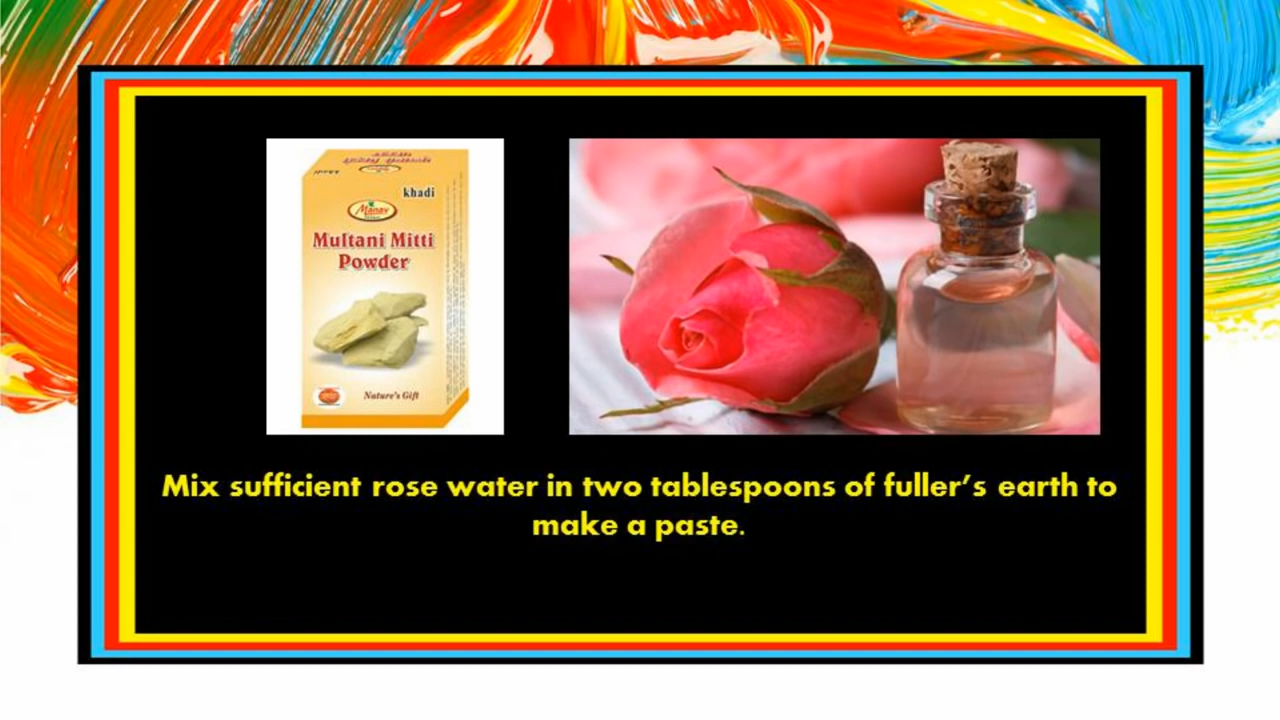 khadi
Manav
Multani Mitti
Powder
Nature's Gift
Mix sufficient rose water in two tablespoons of fuller's earth to
make a paste.